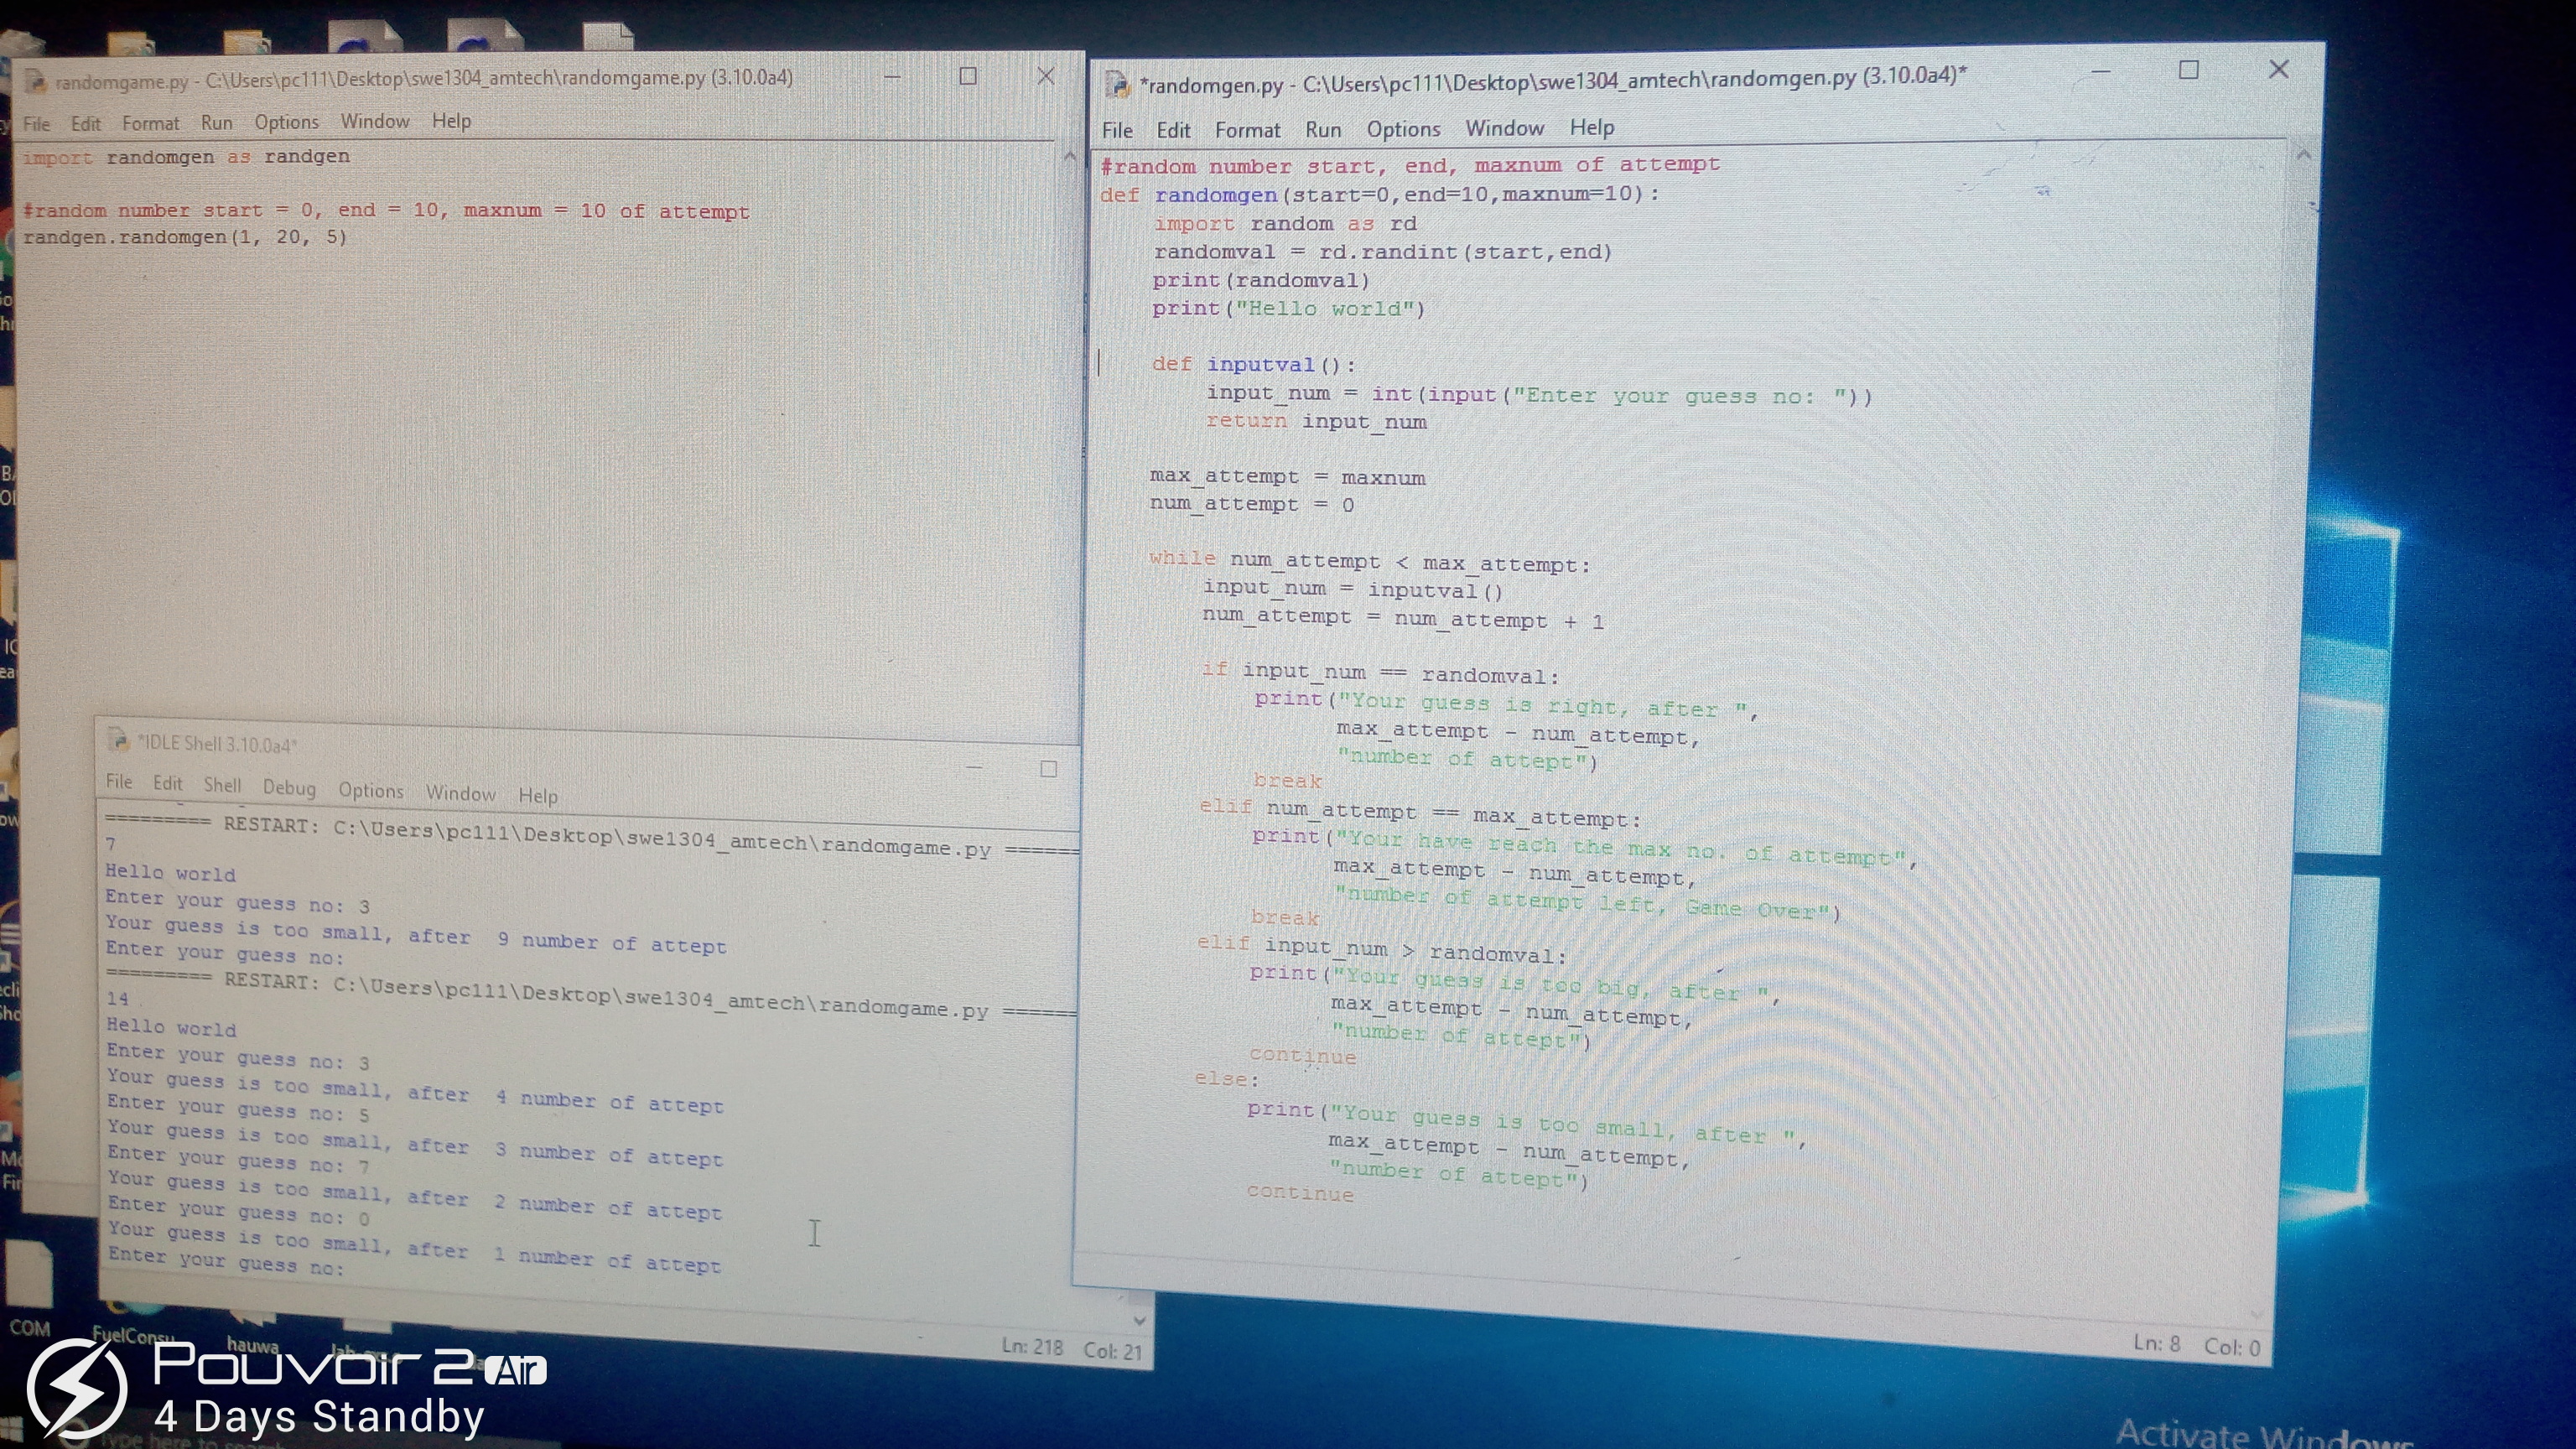 randomgame.py - C:\Users\pc111\Desktop\swe1304_amtech\randomgame.py (3.10.0a4)
File Edit Format Run Options Window Help
import randomgen as randgen
#random number start = 0, end = 10, maxnum = 10 of attempt
randgen.randomgen(1, 20, 5)
*IDLE Shell 3.10.0a4*
File Edit Shell Debug Options Window Help
========= RESTART: C:\Users\pc111\Desktop\swe1304_amtech\randomgame.py ======
7
Hello world
Enter your guess no: 3
Your guess is too small, after  9 number of attept
Enter your guess no:
========= RESTART: C:\Users\pc111\Desktop\swe1304_amtech\randomgame.py ======
14
Hello world
Enter your guess no: 3
Your guess is too small, after  4 number of attept
Enter your guess no: 5
Your guess is too small, after  3 number of attept
Enter your guess no: 7
Your guess is too small, after  2 number of attept
Enter your guess no: 0
Your guess is too small, after  1 number of attept
Enter your guess no:
Ln: 218 Col: 21
*randomgen.py - C:\Users\pc111\Desktop\swe1304_amtech\randomgen.py (3.10.0a4)*
File Edit Format Run Options Window Help
#random number start, end, maxnum of attempt
def randomgen(start=0,end=10,maxnum=10):
import random as rd
randomval = rd.randint(start,end)
print(randomval)
print("Hello world")
def inputval():
input_num = int(input("Enter your guess no: "))
return input_num
max_attempt = maxnum
num_attempt = 0
while num_attempt < max_attempt:
input_num = inputval()
num_attempt = num_attempt + 1
if input_num == randomval:
print("Your guess is right, after ",
max_attempt - num_attempt,
"number of attept")
break
elif num_attempt == max_attempt:
print("Your have reach the max no. of attempt",
max_attempt - num_attempt,
"number of attempt left, Game Over")
break
elif input_num > randomval:
print("Your guess is too big, after ",
max_attempt - num_attempt,
"number of attept")
continue
else:
print("Your guess is too small, after ",
max_attempt - num_attempt,
"number of attept")
continue
Ln: 8 Col: 0
COM
FuelConsu
hauwa
Pouvoir 2 Air
4 Days Standby
Type here to
Activate Windows